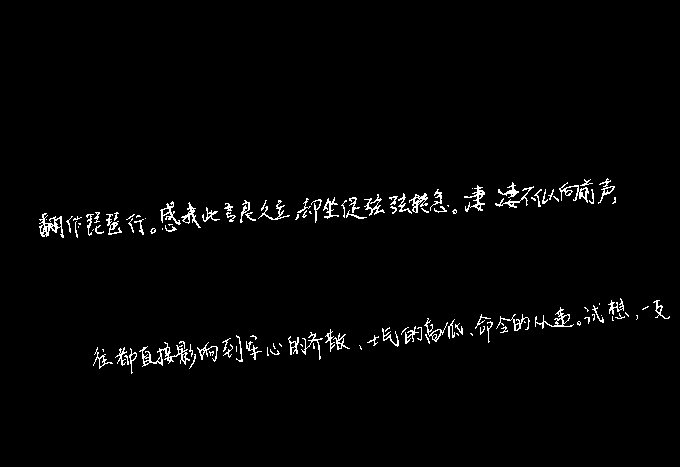 翻作琵琶行。感我此言良久立,却坐促弦弦转急。凄凄不似向前声,
往都直接影响到军心的齐散、士气的高低、命令的从违。试想,一支